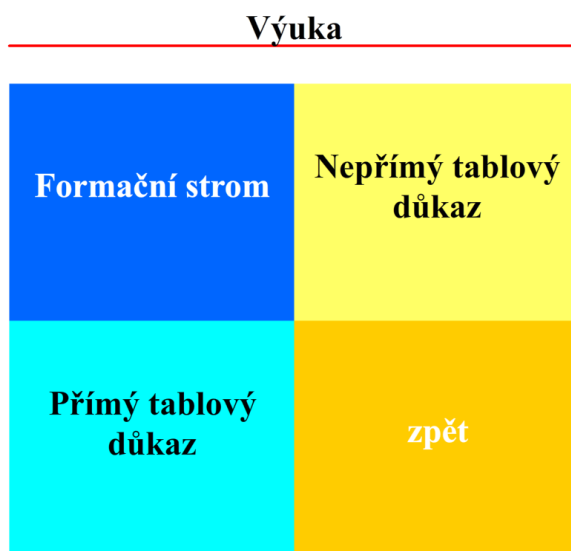 Výuka
Formační strom
Nepřímý tablový
důkaz
Přímý tablový
důkaz
zpět